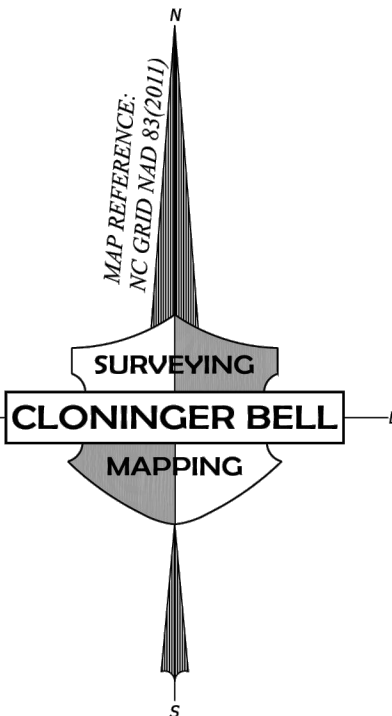 N
MAP REFERENCE:
NC GRID NAD 83(2011)
SURVEYING
CLONINGER BELL
MAPPING
S